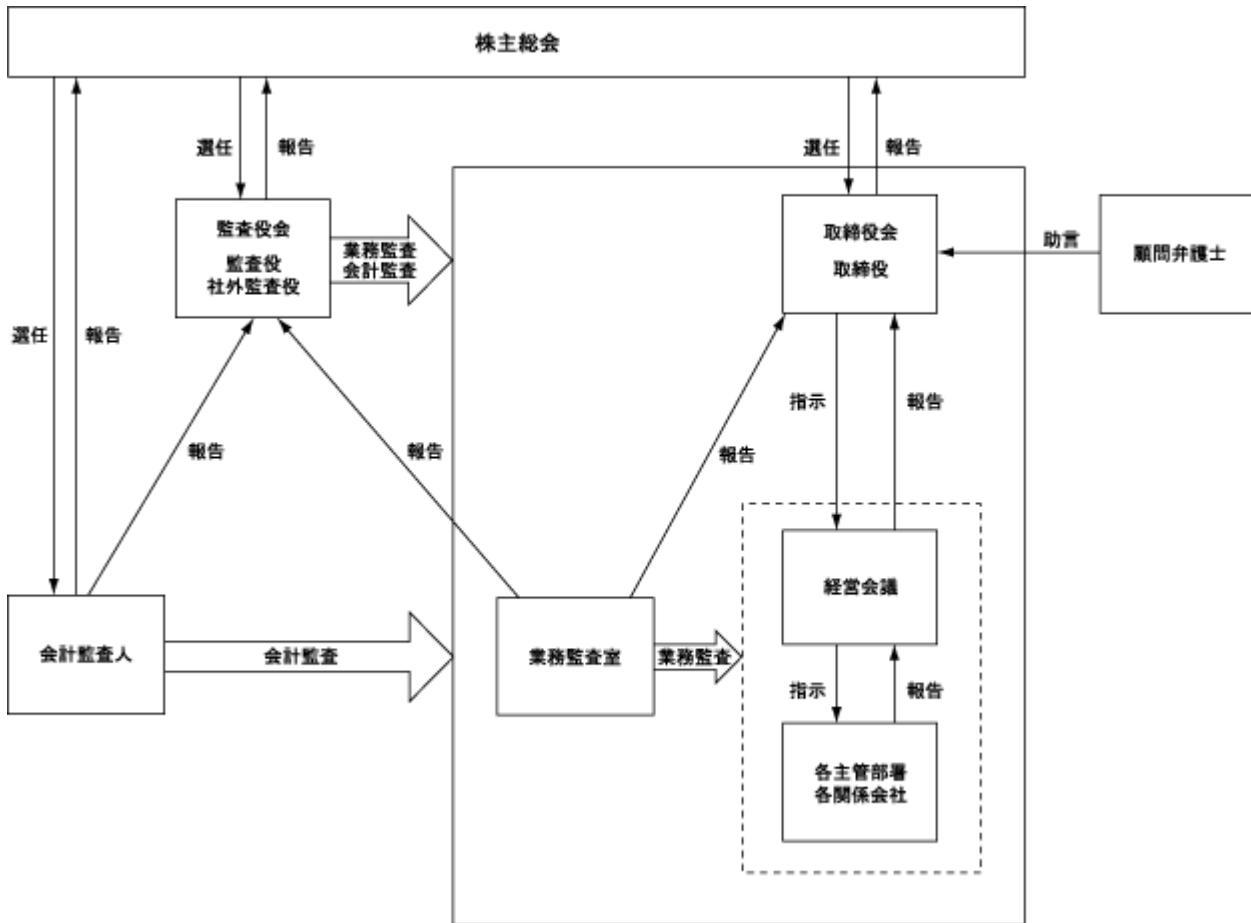 株主総会
選任
報告
選任
報告
監査役会
監査役
社外監査役
業務監査
会計監査
取締役会
取締役
助言
顧問弁護士
選任
報告
指示
報告
報告
報告
報告
経営会議
会計監査人
会計監査
業務監査室
業務監査
指示
報告
各主管部署
各関係会社